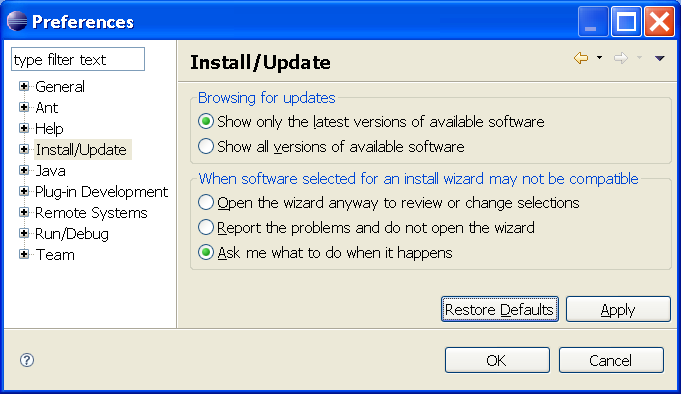 Preferences
type filter text
General
Ant
Help
Install/Update
Java
Plug-in Development
Remote Systems
Run/Debug
Team
Install/Update
Browsing for updates
Show only the latest versions of available software
Show all versions of available software
When software selected for an install wizard may not be compatible
Open the wizard anyway to review or change selections
Report the problems and do not open the wizard
Ask me what to do when it happens
Restore Defaults
Apply
?
OK
Cancel